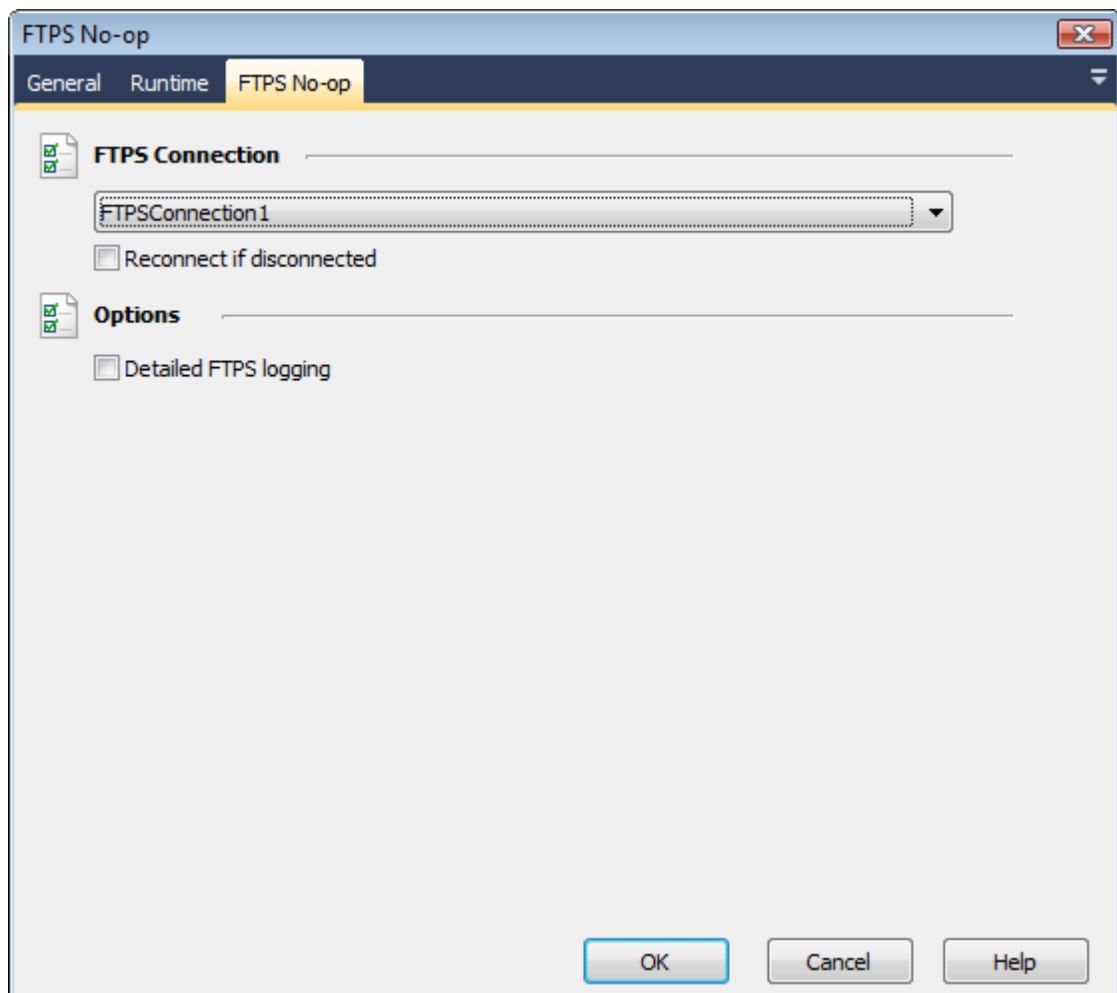 FTPS No-op
General Runtime FTPS No-op
FTPS Connection
FTPSConnection1
Reconnect if disconnected
Options
Detailed FTPS logging
OK Cancel Help